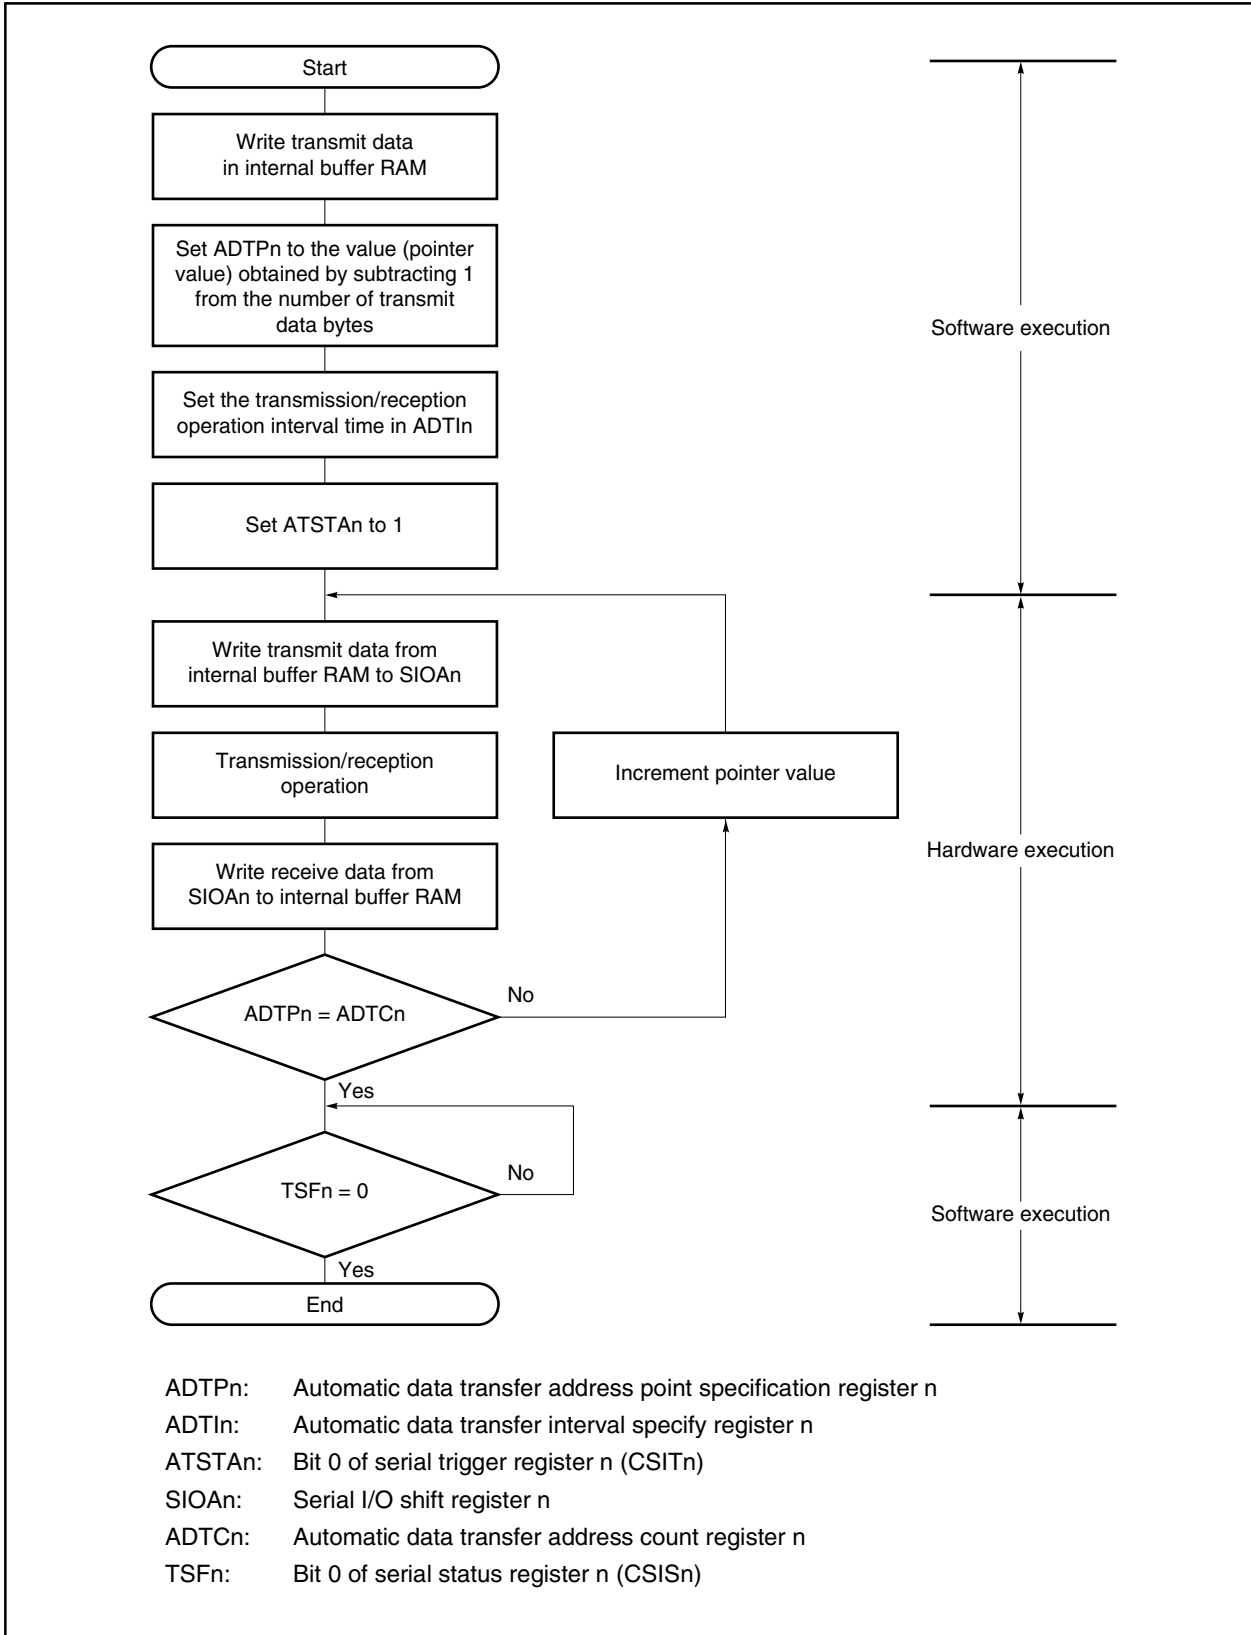 Start
Write transmit data
in internal buffer RAM
Set ADTPn to the value (pointer
value) obtained by subtracting 1
from the number of transmit
data bytes
Software execution
Set the transmission/reception
operation interval time in ADTIn
Set ATSTAn to 1
Write transmit data from
internal buffer RAM to SIOAn
Transmission/reception
operation
Increment pointer value
Hardware execution
Write receive data from
SIOAn to internal buffer RAM
ADTPn = ADTCn
No
Yes
TSFn = 0
No
Software execution
Yes
End
ADTPn: Automatic data transfer address point specification register n
ADTIn: Automatic data transfer interval specify register n
ATSTAn: Bit 0 of serial trigger register n (CSITn)
SIOAn: Serial I/O shift register n
ADTCn: Automatic data transfer address count register n
TSFn: Bit 0 of serial status register n (CSISn)